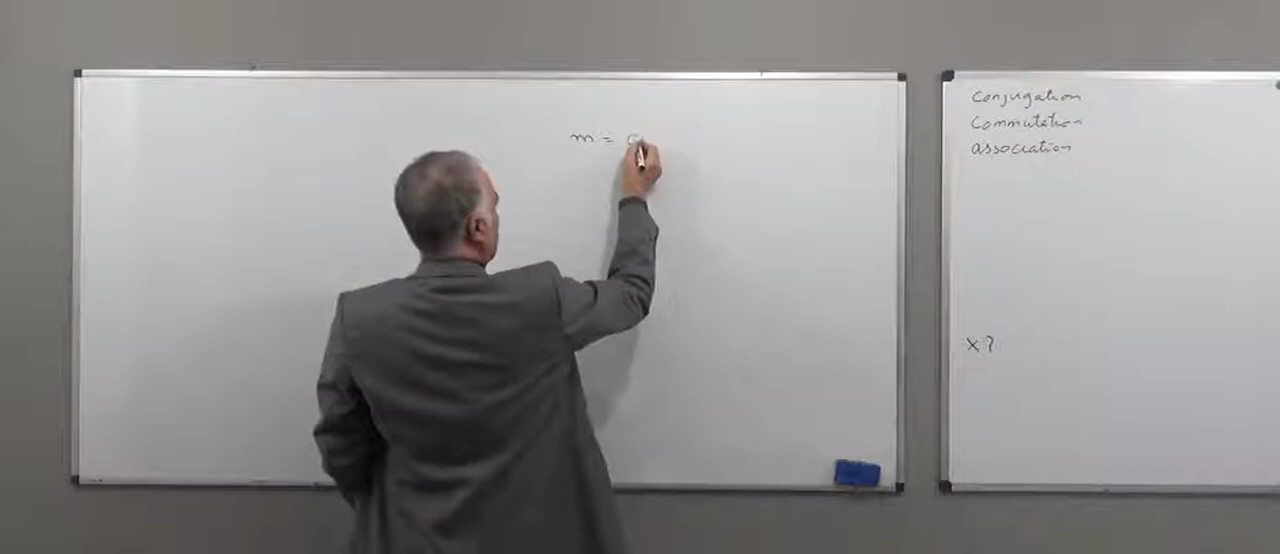 m =
Conjugation
Commutation
association
x?